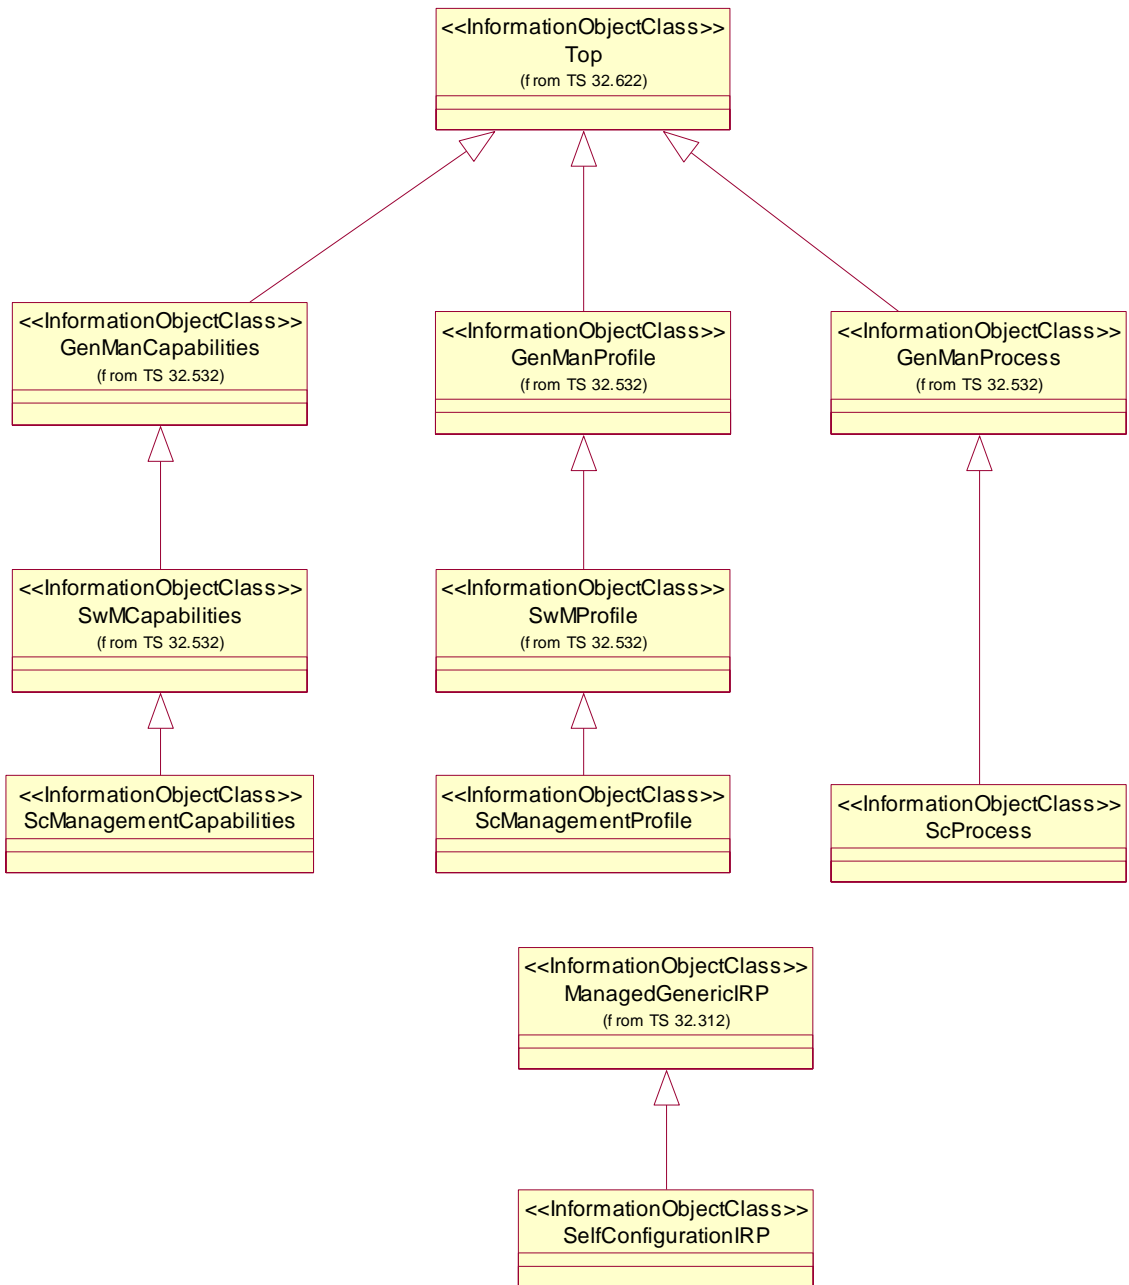 <<InformationObjectClass>>
Top
(from TS 32.622)
<<InformationObjectClass>>
GenManCapabilities
(from TS 32.532)
<<InformationObjectClass>>
GenManProfile
(from TS 32.532)
<<InformationObjectClass>>
GenManProcess
(from TS 32.532)
<<InformationObjectClass>>
SwMCapabilities
(from TS 32.532)
<<InformationObjectClass>>
SwMProfile
(from TS 32.532)
<<InformationObjectClass>>
ScManagementCapabilities
<<InformationObjectClass>>
ScManagementProfile
<<InformationObjectClass>>
ScProcess
<<InformationObjectClass>>
ManagedGenericIRP
(from TS 32.312)
<<InformationObjectClass>>
SelfConfigurationIRP